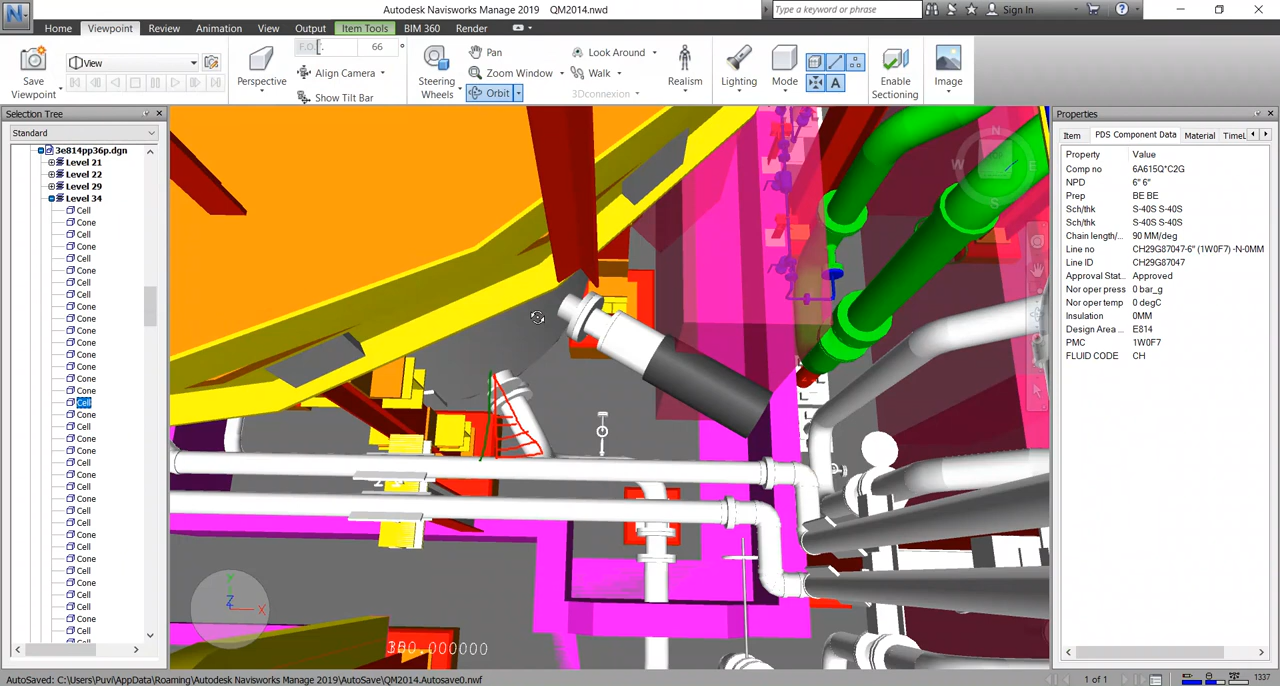 Autodesk Navisworks Manage 2019 QM2014.nwd
Type a keyword or phrase
Sign In
Home Viewpoint Review Animation View Output Item Tools BIM 360 Render
Save Viewpoint
View
Perspective
66
Align Camera
Show Tilt Bar
Steering Wheels
Pan
Zoom Window
Orbit
Look Around
Walk
3Dconnexion
Realism
Lighting
Mode
A
Enable Sectioning
Image
Selection Tree
Standard
3e814pp36p.dgn
Level 21
Level 22
Level 29
Level 34
Cell
Cone
Cell
Cone
Cell
Cone
Cell
Cell
Cell
Cone
Cone
Cone
Cone
Cone
Cone
Cone
Cell
Cone
Cell
Cone
Cone
Cell
Cone
Cell
Cell
Cell
Cell
Cone
Cell
Cone
Cone
Cell
Cell
Cone
Cell
N
W
E
S
Y
Z
X
300.000000
Properties
Item PDS Component Data Material TimeL
Property Value
Comp no 6A615Q*C2G
NPD 6" 6"
Prep BE BE
Sch/thk S-40S S-40S
Sch/thk S-40S S-40S
Chain length/... 90 MM/deg
Line no CH29G87047-6" (1W0F7) -N-0MM
Line ID CH29G87047
Approval Stat... Approved
Nor oper press 0 bar_g
Nor oper temp 0 degC
Insulation 0MM
Design Area ... E814
PMC 1W0F7
FLUID CODE CH
AutoSaved: C:\Users\Puvi\AppData\Roaming\Autodesk Navisworks Manage 2019\AutoSave\QM2014.Autosave0.nwf
1 of 1
1337